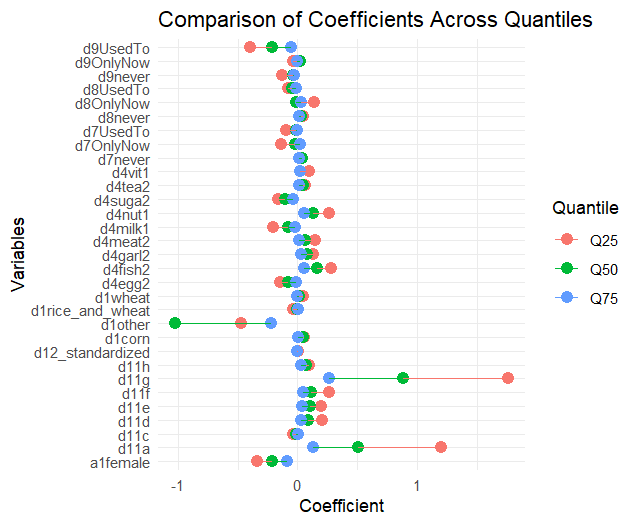 Comparison of Coefficients Across Quantiles
d9UsedTo
d9OnlyNow
d9never
d8UsedTo
d8OnlyNow
d8never
d7UsedTo
d7OnlyNow
d7never
d4vit1
d4tea2
d4suga2
d4nut1
d4milk1
d4meat2
d4garl2
d4fish2
d4egg2
d1wheat
d1rice_and_wheat
d1other
d1corn
d12_standardized
d11h
d11g
d11f
d11e
d11d
d11c
d11a
a1female
Variables
-1 0 1
Coefficient
Quantile
Q25
Q50
Q75